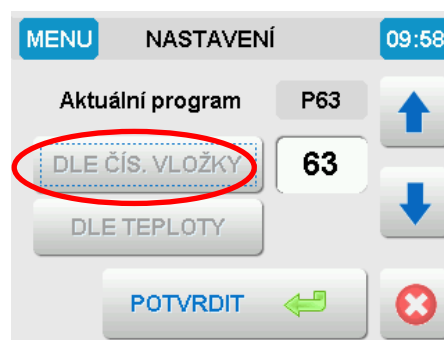 MENU NASTAVENÍ 09:58
Aktuální program P63
DLE ČÍS. VLOŽKY 63
DLE TEPLOTY
POTVRDIT